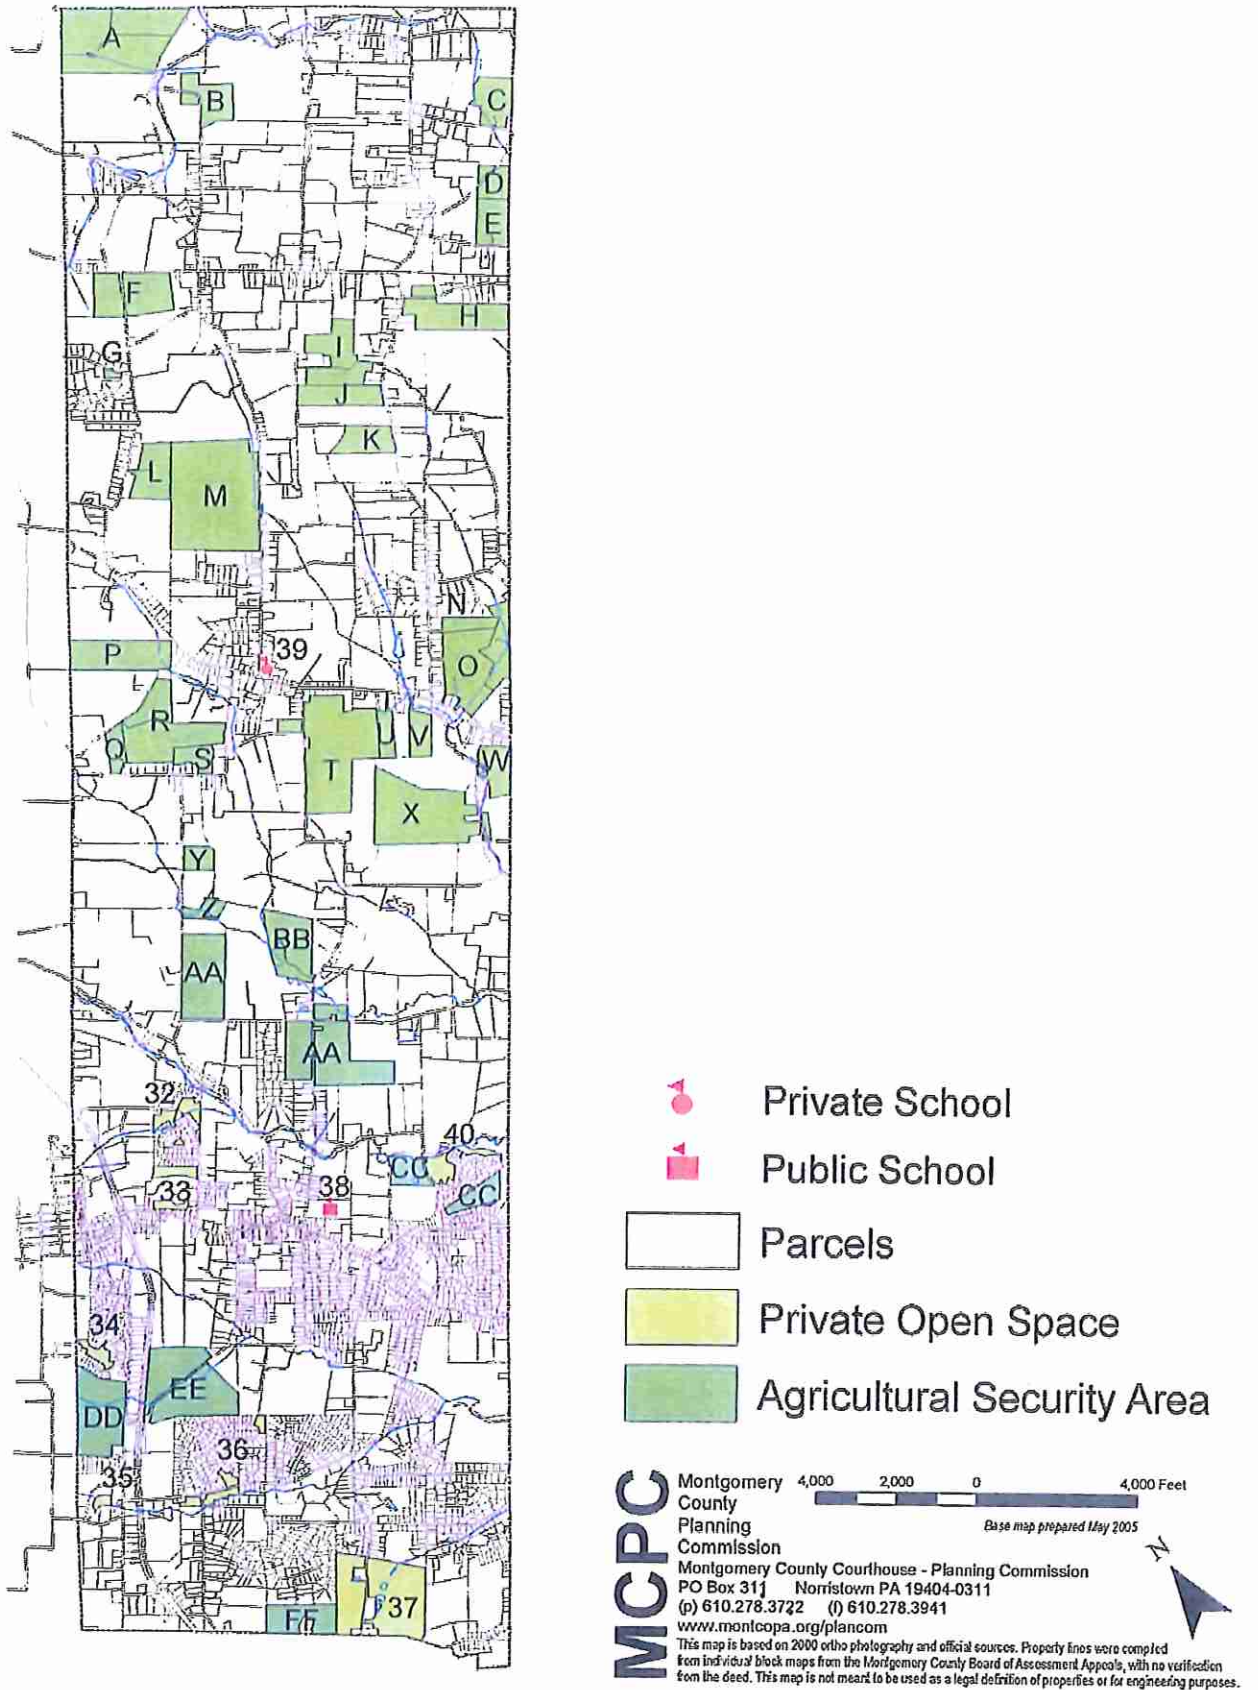 A
B
C
D
E
F
H
I
G
J
K
L
M
N
39
P
O
R
U
V
Q
S
W
T
X
Y
Z
BB
AA
AA
32
40
CC
33
38
CC
34
EE
DD
36
35
37
FF
Private School
Public School
Parcels
Private Open Space
Agricultural Security Area
MCPC
Montgomery
County
Planning
Commission
4,000 2,000 0 4,000 Feet
Base map prepared May 2005
N
Montgomery County Courthouse - Planning Commission
PO Box 311 Norristown PA 19404-0311
(p) 610.278.3722 (f) 610.278.3941
www.montcopa.org/plancom
This map is based on 2000 ortho photography and official sources. Property lines were compiled
from individual block maps from the Montgomery County Board of Assessment Appeals, with no verification
from the deed. This map is not meant to be used as a legal definition of properties or for engineering purposes.